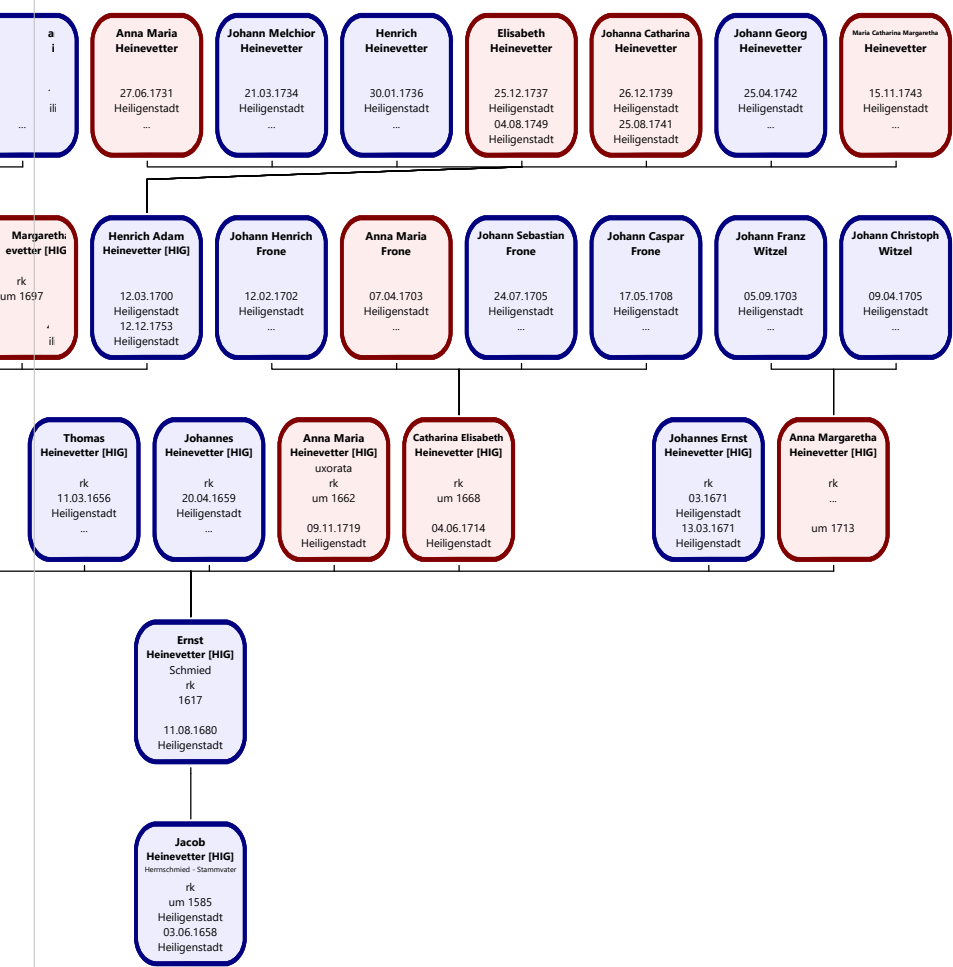 ...
Anna Maria
Heinevetter
27.06.1731
Heiligenstadt
...
Johann Melchior
Heinevetter
21.03.1734
Heiligenstadt
...
Henrich
Heinevetter
30.01.1736
Heiligenstadt
...
Elisabeth
Heinevetter
25.12.1737
Heiligenstadt
04.08.1749
Heiligenstadt
Johanna Catharina
Heinevetter
26.12.1739
Heiligenstadt
25.08.1741
Heiligenstadt
Johann Georg
Heinevetter
25.04.1742
Heiligenstadt
...
Maria Catharina Margaretha
Heinevetter
15.11.1743
Heiligenstadt
...
evetter [HIG
rk
um 1697
Henrich Adam
Heinevetter [HIG]
12.03.1700
Heiligenstadt
12.12.1753
Heiligenstadt
Johann Henrich
Frone
12.02.1702
Heiligenstadt
...
Anna Maria
Frone
07.04.1703
Heiligenstadt
...
Johann Sebastian
Frone
24.07.1705
Heiligenstadt
...
Johann Caspar
Frone
17.05.1708
Heiligenstadt
...
Johann Franz
Witzel
05.09.1703
Heiligenstadt
...
Johann Christoph
Witzel
09.04.1705
Heiligenstadt
...
Thomas
Heinevetter [HIG]
rk
11.03.1656
Heiligenstadt
...
Johannes
Heinevetter [HIG]
rk
20.04.1659
Heiligenstadt
...
Anna Maria
Heinevetter [HIG]
uxorata
rk
um 1662
09.11.1719
Heiligenstadt
Catharina Elisabeth
Heinevetter [HIG]
rk
um 1668
04.06.1714
Heiligenstadt
Johannes Ernst
Heinevetter [HIG]
rk
03.1671
Heiligenstadt
13.03.1671
Heiligenstadt
Anna Margaretha
Heinevetter [HIG]
rk
...
um 1713
Ernst
Heinevetter [HIG]
Schmied
rk
1617
11.08.1680
Heiligenstadt
Jacob
Heinevetter [HIG]
Herrnschmied - Stammvater
rk
um 1585
Heiligenstadt
03.06.1658
Heiligenstadt